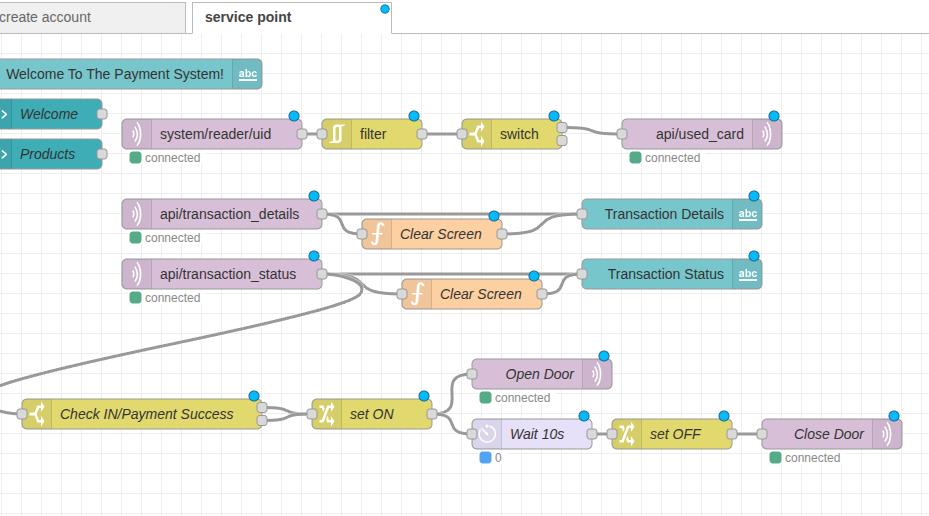 create account
service point
Welcome To The Payment System!
abc
Welcome
Products
system/reader/uid
filter
switch
api/used_card
connected
connected
api/transaction_details
Transaction Details
abc
Clear Screen
connected
api/transaction_status
Transaction Status
abc
Clear Screen
connected
Open Door
connected
Check IN/Payment Success
set ON
Wait 10s
set OFF
Close Door
0
connected